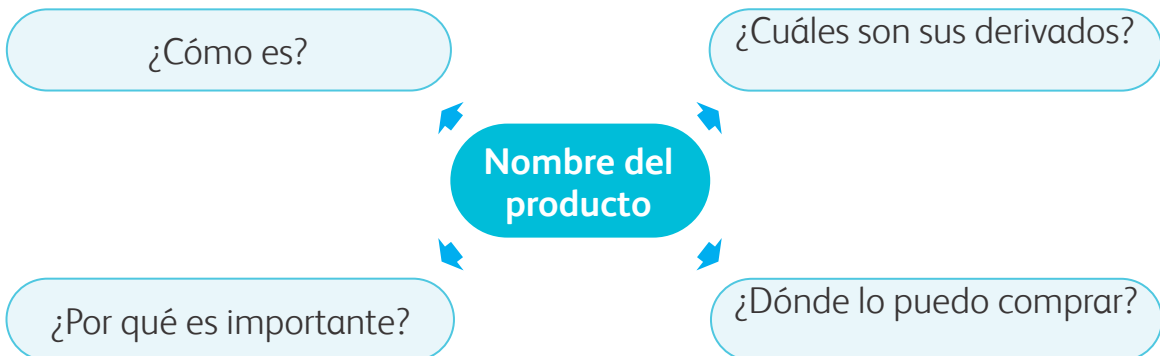 ¿Cómo es?
¿Cuáles son sus derivados?
Nombre del
producto
¿Por qué es importante?
¿Dónde lo puedo comprar?